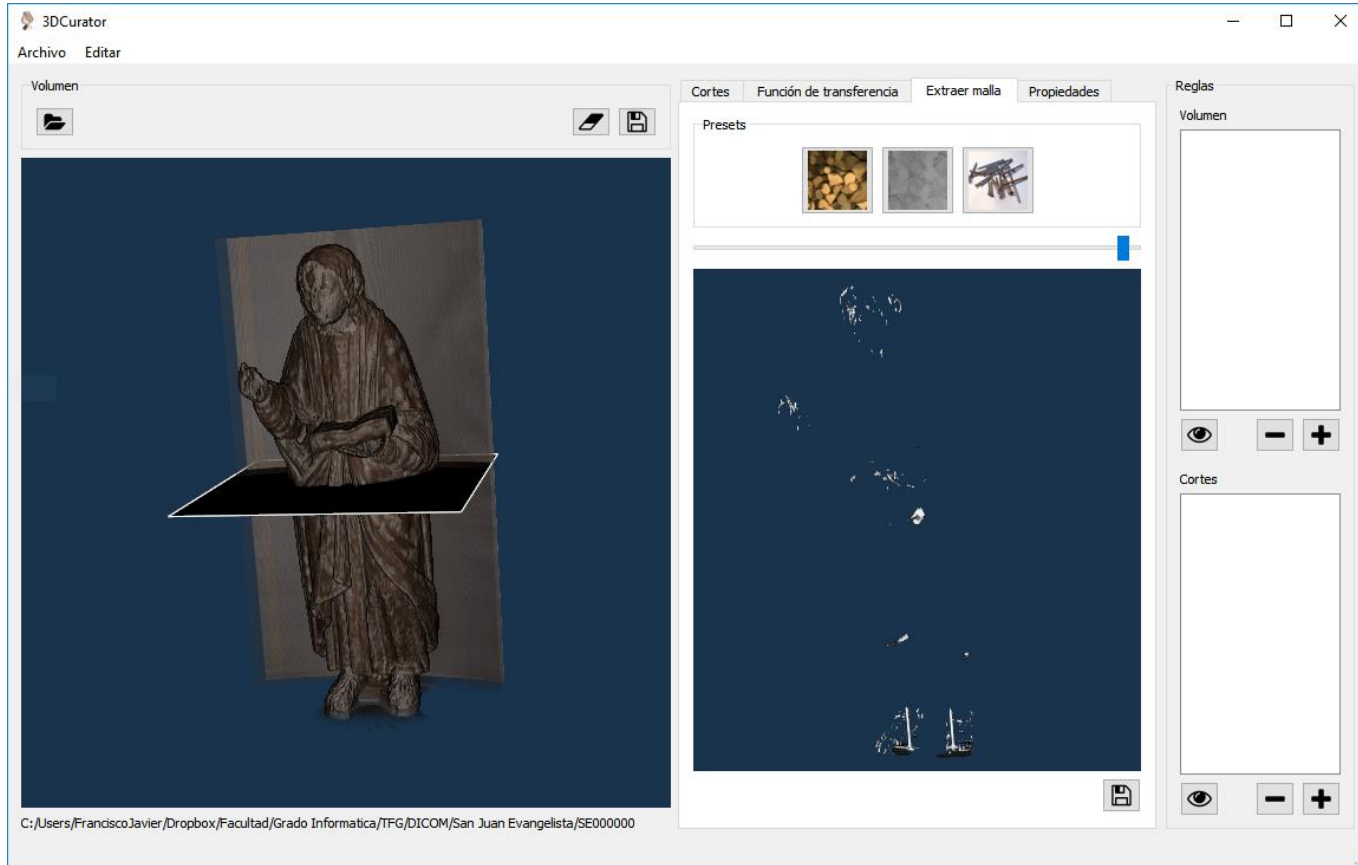 3DCurator
Archivo Editar
Volumen
Cortes Función de transferencia Extraer malla Propiedades
Presets
Reglas
Volumen
Cortes
C:/Users/FranciscoJavier/Dropbox/Facultad/Grado Informatica/TFG/DICOM/San Juan Evangelista/SE000000